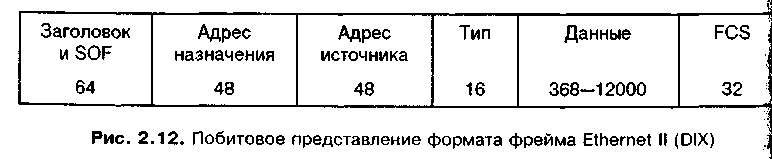 Заголовок и SOF
64
Адрес назначения
48
Адрес источника
48
Тип
16
Данные
368—12000
FCS
32
Рис. 2.12. Побитовое представление формата фрейма Ethernet II (DIX)